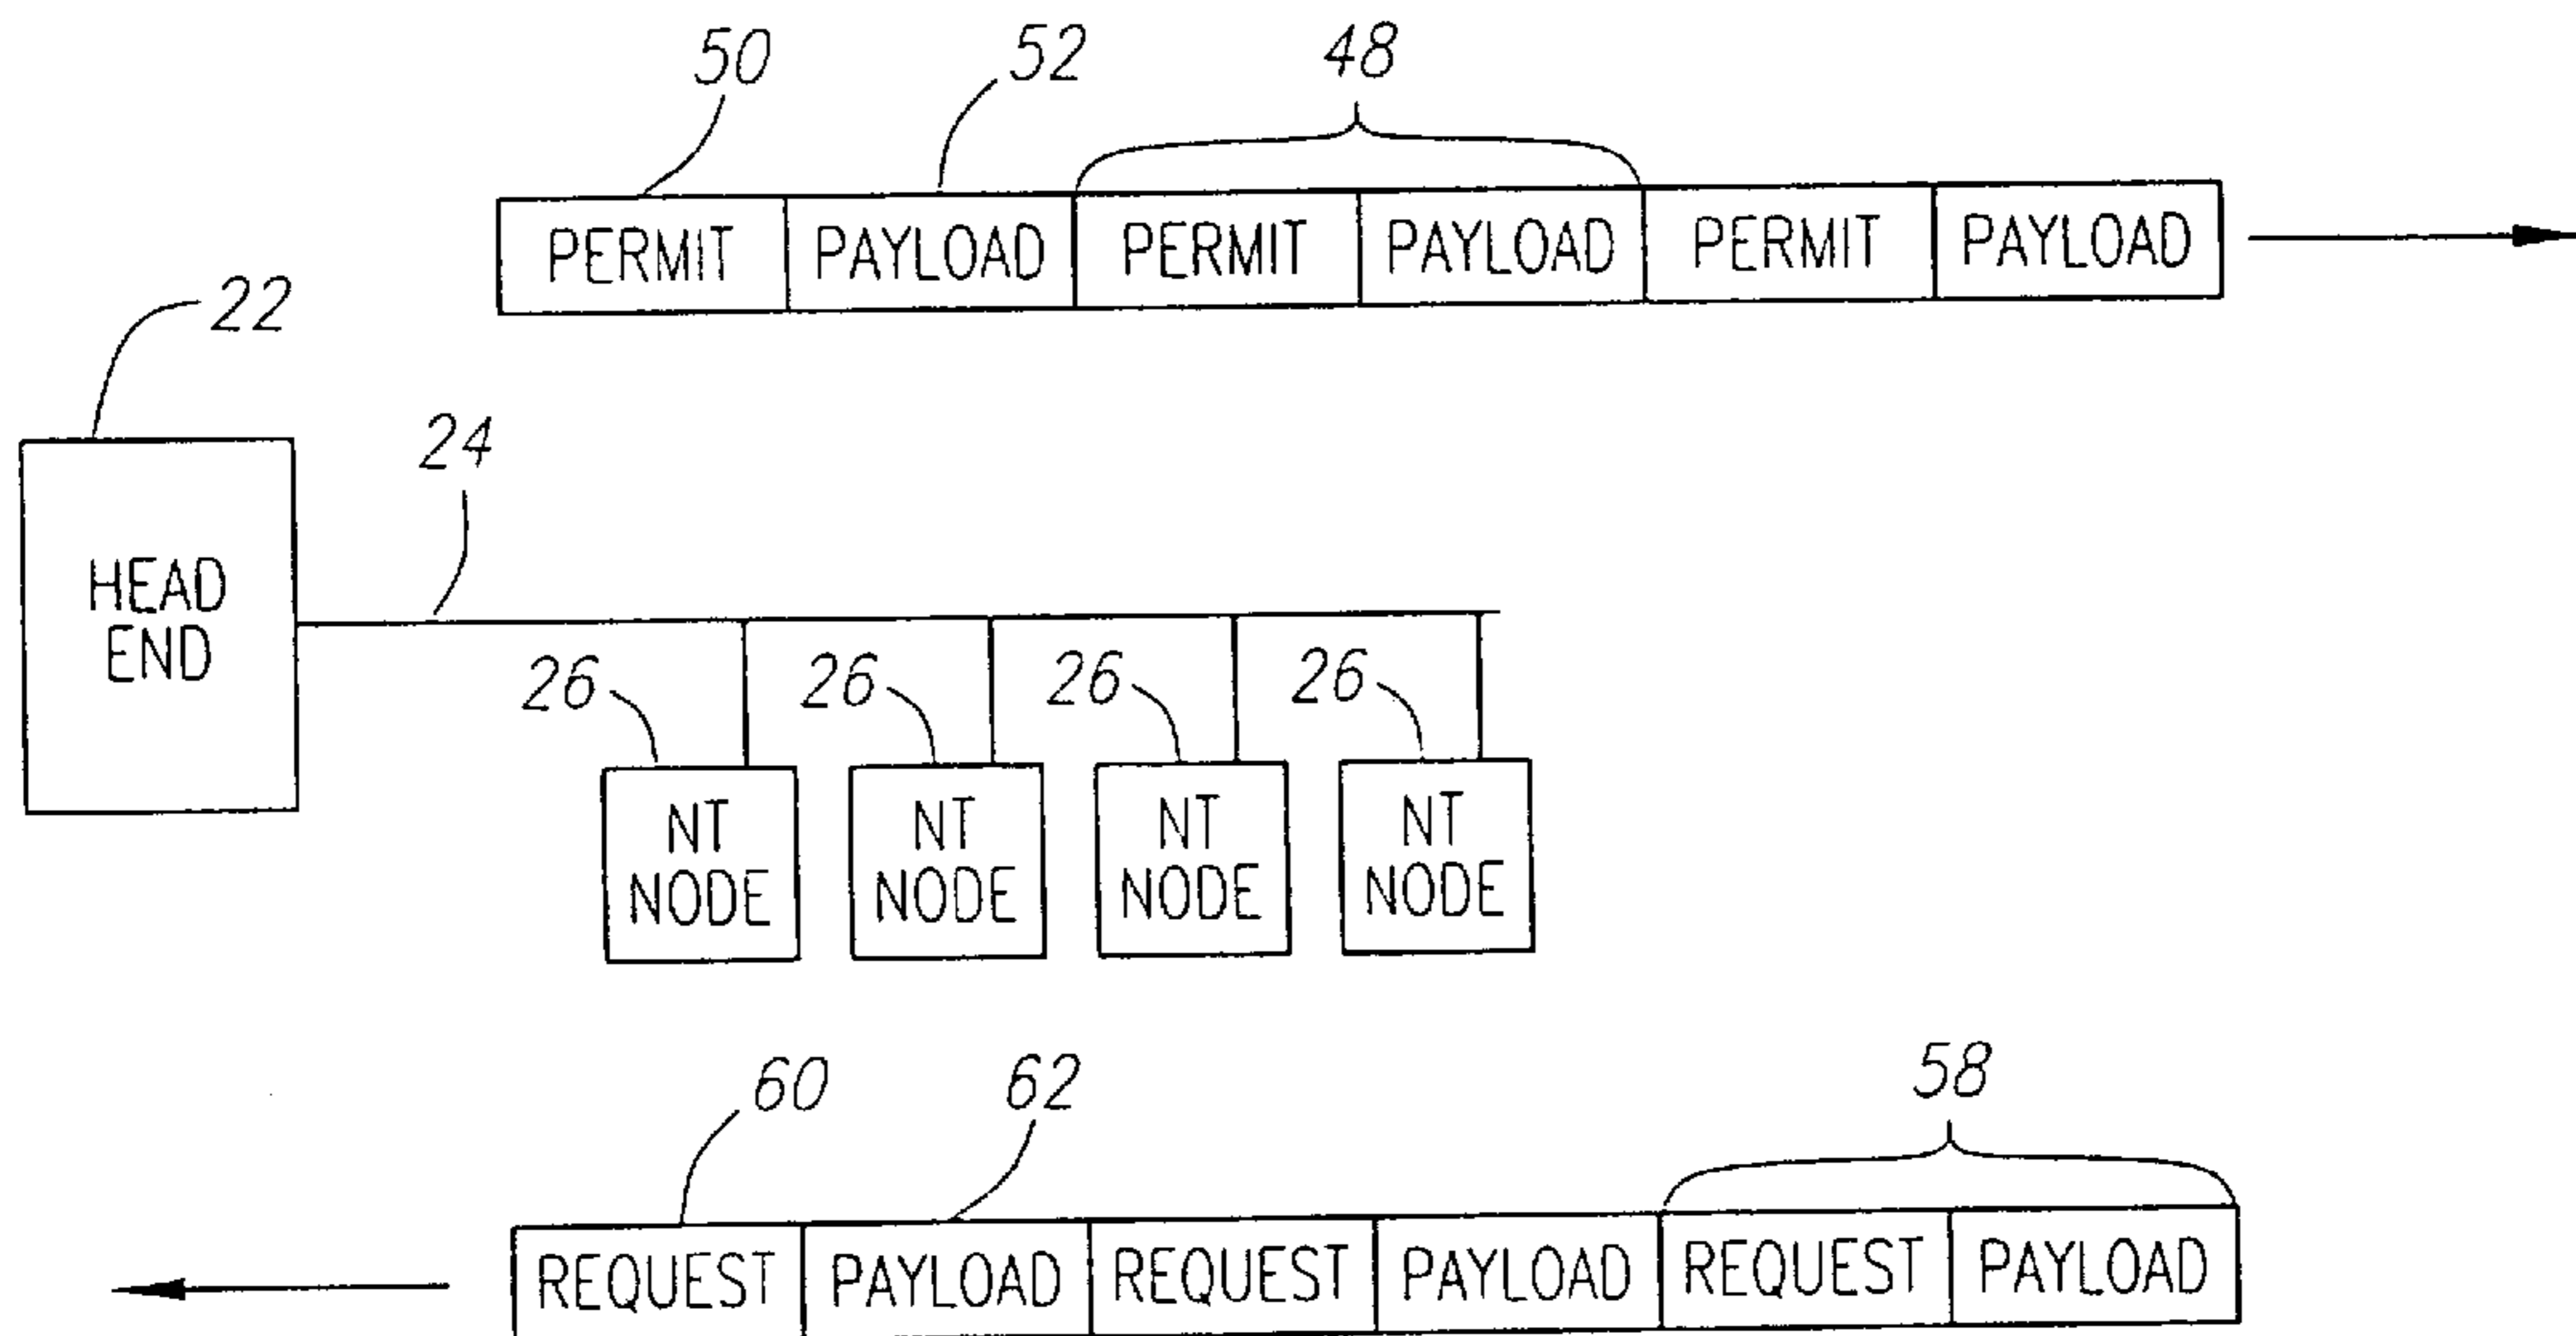 50
52
48
PERMIT PAYLOAD PERMIT PAYLOAD PERMIT PAYLOAD
22
24
HEAD
END
26 26 26 26
NT NT NT NT
NODE NODE NODE NODE
60
62
58
REQUEST PAYLOAD REQUEST PAYLOAD REQUEST PAYLOAD